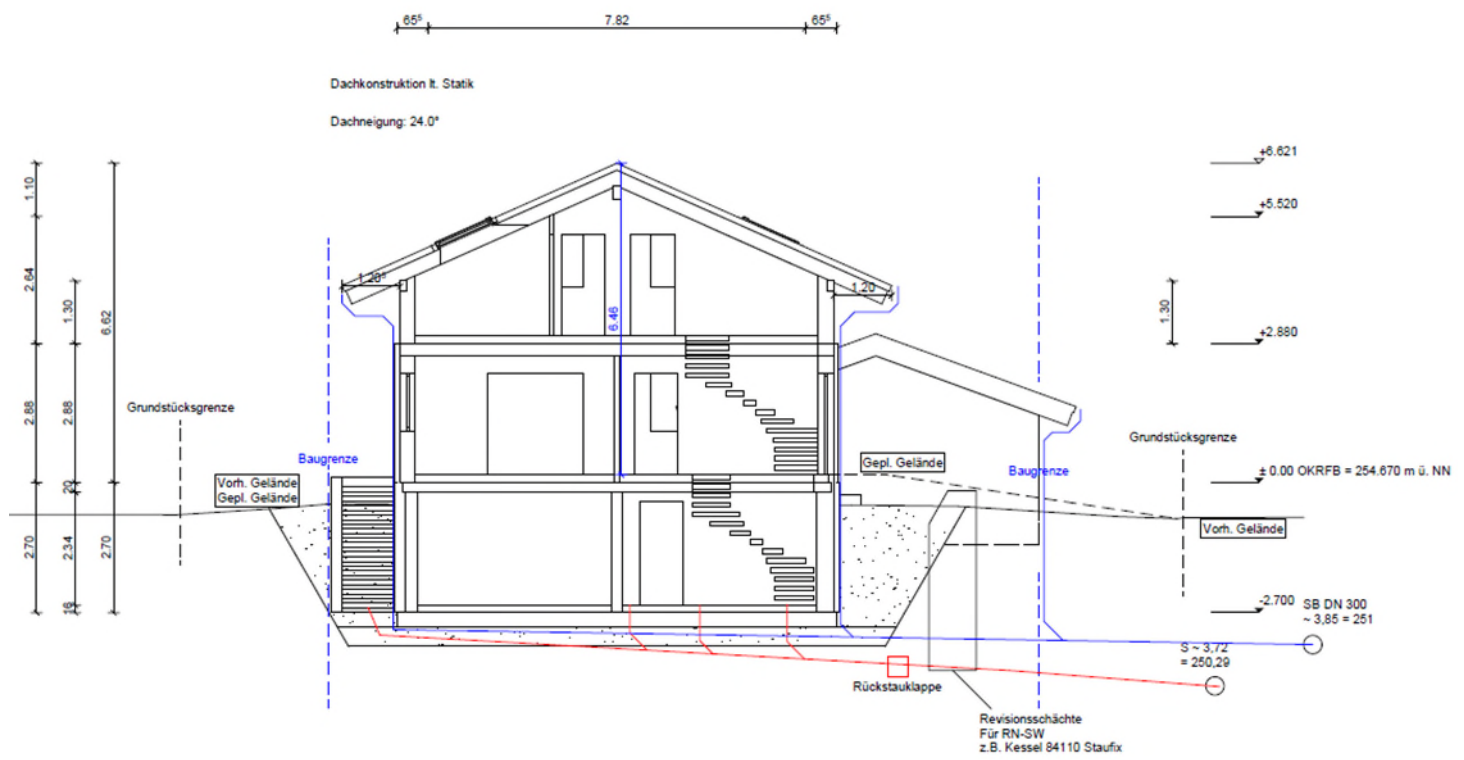 65⁵ 7.82 65⁵
Dachkonstruktion lt. Statik
Dachneigung: 24.0°
+6.621
1.10
+5.520
2.64
1.30
6.62
1.20⁵
6.46
1.20
1.30
+2.880
2.88
2.88
Grundstücksgrenze
Baugrenze
Vorh. Gelände
Gepl. Gelände
Gepl. Gelände
Grundstücksgrenze
Baugrenze
± 0.00 OKRFB = 254.670 m ü. NN
Vorh. Gelände
20
2.70
2.34
2.70
16
-2.700
SB DN 300
~ 3,85 = 251
S ~ 3,72
= 250,29
Rückstauklappe
Revisionsschächte
Für RN-SW
z.B. Kessel 84110 Staufix